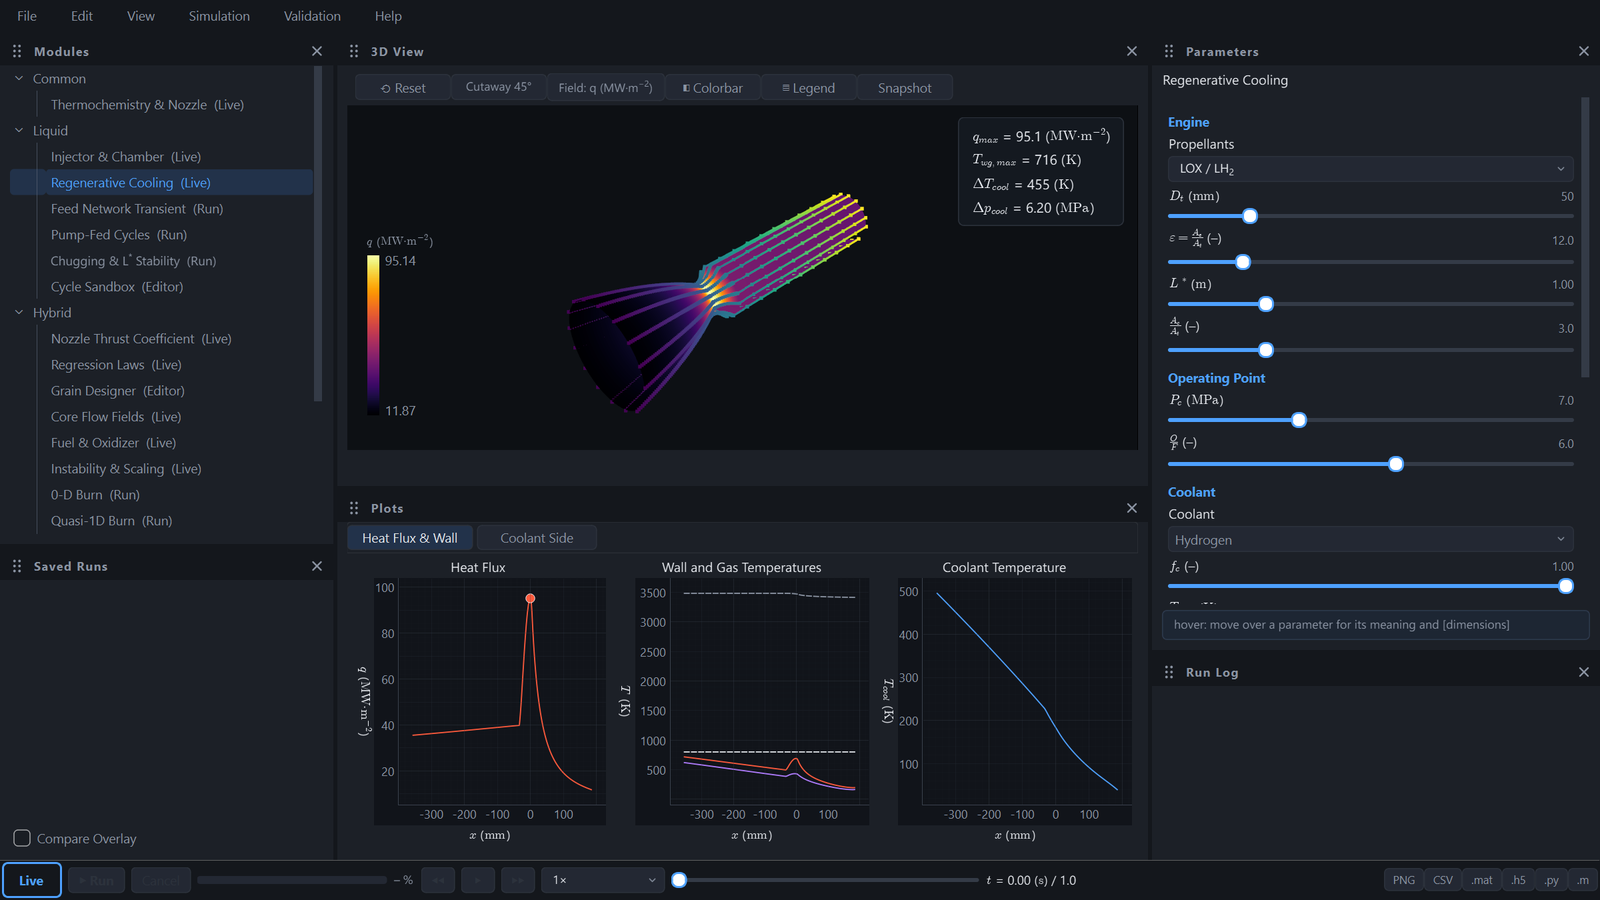 File Edit View Simulation Validation Help
Modules
Common
Thermochemistry & Nozzle (Live)
Liquid
Injector & Chamber (Live)
Regenerative Cooling (Live)
Feed Network Transient (Run)
Pump-Fed Cycles (Run)
Chugging & L* Stability (Run)
Cycle Sandbox (Editor)
Hybrid
Nozzle Thrust Coefficient (Live)
Regression Laws (Live)
Grain Designer (Editor)
Core Flow Fields (Live)
Fuel & Oxidizer (Live)
Instability & Scaling (Live)
0-D Burn (Run)
Quasi-1D Burn (Run)
Saved Runs
Compare Overlay
3D View
Reset Cutaway 45° Field: q (MW·m⁻²) Colorbar Legend Snapshot
q_max = 95.1 (MW·m⁻²)
T_wg,max = 716 (K)
ΔT_cool = 455 (K)
Δp_cool = 6.20 (MPa)
q (MW·m⁻²)
95.14
11.87
Plots
Heat Flux & Wall Coolant Side
Heat Flux
100
80
60
40
20
q (MW·m⁻²)
-300 -200 -100 0 100
x (mm)
Wall and Gas Temperatures
3500
3000
2500
2000
1500
1000
500
T (K)
-300 -200 -100 0 100
x (mm)
Coolant Temperature
500
400
300
200
100
T_cool (K)
-300 -200 -100 0 100
x (mm)
Parameters
Regenerative Cooling
Engine
Propellants
LOX / LH₂
D_t (mm) 50
ε = A_e/A_t (–) 12.0
L* (m) 1.00
A_c/A_t (–) 3.0
Operating Point
P_c (MPa) 7.0
O/F (–) 6.0
Coolant
Coolant
Hydrogen
f_c (–) 1.00
hover: move over a parameter for its meaning and [dimensions]
Run Log
Live Run Cancel – % 1× t = 0.00 (s) / 1.0 PNG CSV .mat .h5 .py .m